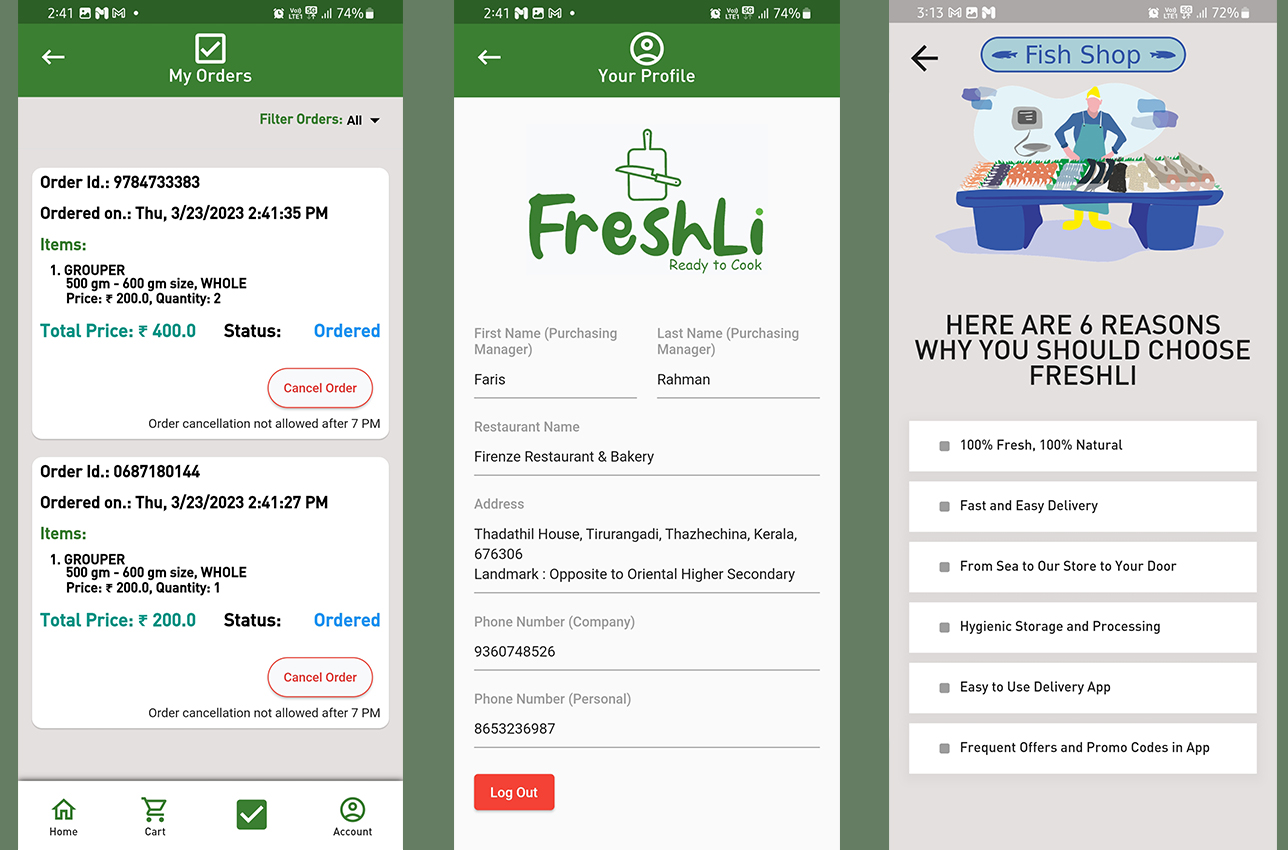 2:41
74%
My Orders
Filter Orders: All
Order Id.: 9784733383
Ordered on.: Thu, 3/23/2023 2:41:35 PM
Items:
1. GROUPER
500 gm - 600 gm size, WHOLE
Price: ₹ 200.0, Quantity: 2
Total Price: ₹ 400.0 Status: Ordered
Cancel Order
Order cancellation not allowed after 7 PM
Order Id.: 0687180144
Ordered on.: Thu, 3/23/2023 2:41:27 PM
Items:
1. GROUPER
500 gm - 600 gm size, WHOLE
Price: ₹ 200.0, Quantity: 1
Total Price: ₹ 200.0 Status: Ordered
Cancel Order
Order cancellation not allowed after 7 PM
Home Cart Account
2:41
74%
Your Profile
FreshLi
Ready to Cook
First Name (Purchasing
Manager)
Faris
Last Name (Purchasing
Manager)
Rahman
Restaurant Name
Firenze Restaurant & Bakery
Address
Thadathil House, Tirurangadi, Thazhechina, Kerala,
676306
Landmark : Opposite to Oriental Higher Secondary
Phone Number (Company)
9360748526
Phone Number (Personal)
8653236987
Log Out
3:13
72%
Fish Shop
HERE ARE 6 REASONS
WHY YOU SHOULD CHOOSE
FRESHLI
100% Fresh, 100% Natural
Fast and Easy Delivery
From Sea to Our Store to Your Door
Hygienic Storage and Processing
Easy to Use Delivery App
Frequent Offers and Promo Codes in App